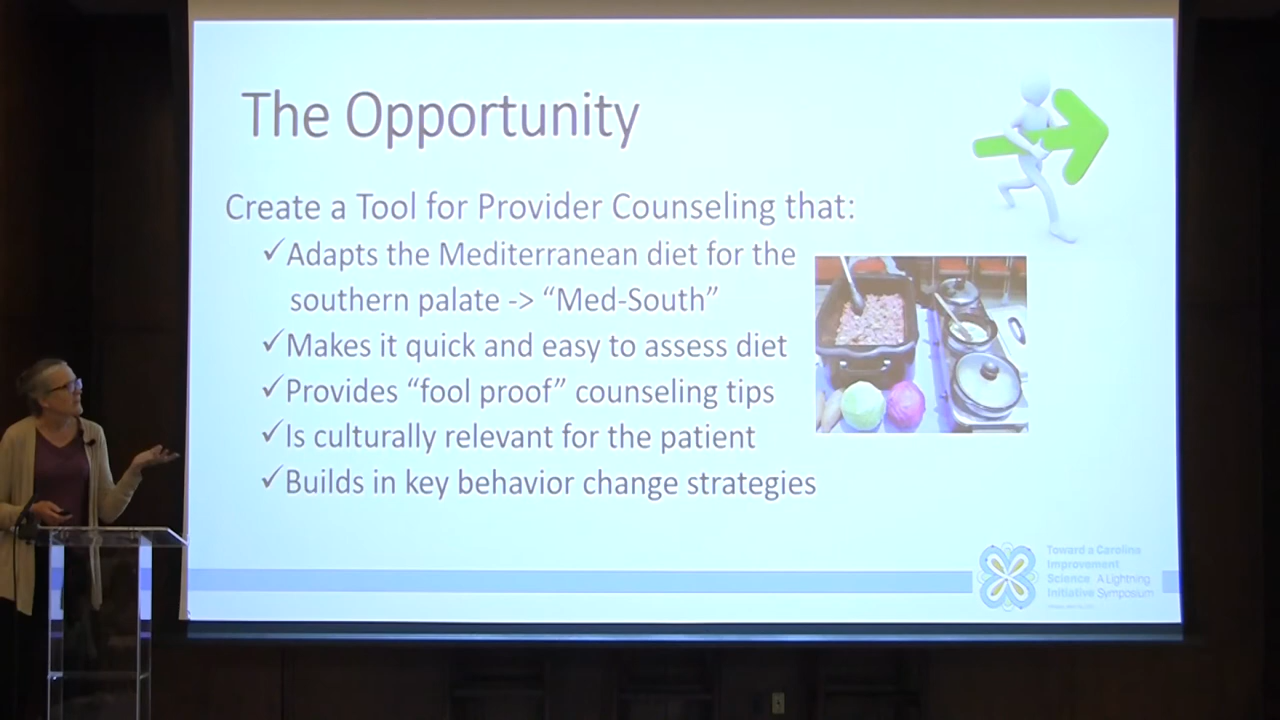 The Opportunity
Create a Tool for Provider Counseling that:
✓Adapts the Mediterranean diet for the
southern palate -> “Med-South”
✓Makes it quick and easy to assess diet
✓Provides “fool proof” counseling tips
✓Is culturally relevant for the patient
✓Builds in key behavior change strategies
Toward a Carolina
Improvement
Science A Lightning
Initiative Symposium